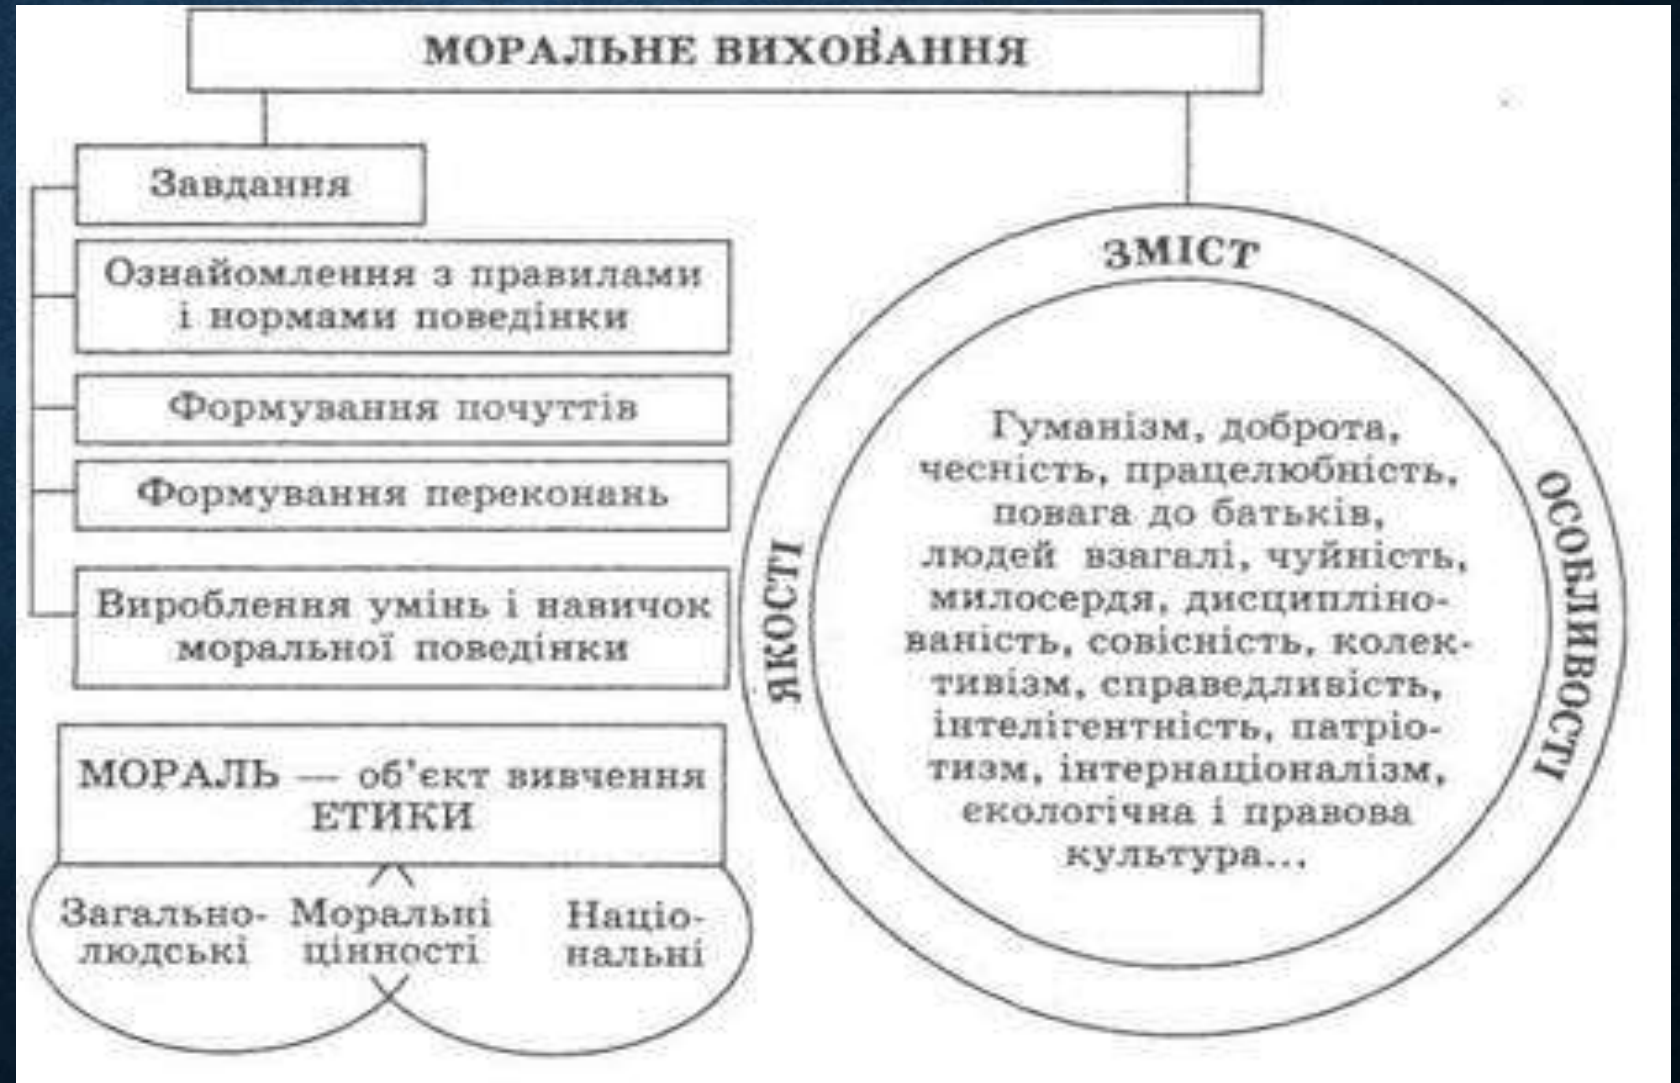 МОРАЛЬНЕ ВИХОВАННЯ
Завдання
Ознайомлення з правилами
і нормами поведінки
Формування почуттів
Формування переконань
Вироблення умінь і навичок
моральної поведінки
МОРАЛЬ — об’єкт вивчення
ЕТИКИ
Загально-
людські
Моральні
цінності
Націо-
нальні
ЗМІСТ
ЯКОСТІ
ОСОБЛИВОСТІ
Гуманізм, доброта,
чесність, працелюбність,
повага до батьків,
людей взагалі, чуйність,
милосердя, дисципліно-
ваність, совісність, колек-
тивізм, справедливість,
інтелігентність, патріо-
тизм, інтернаціоналізм,
екологічна і правова
культура...